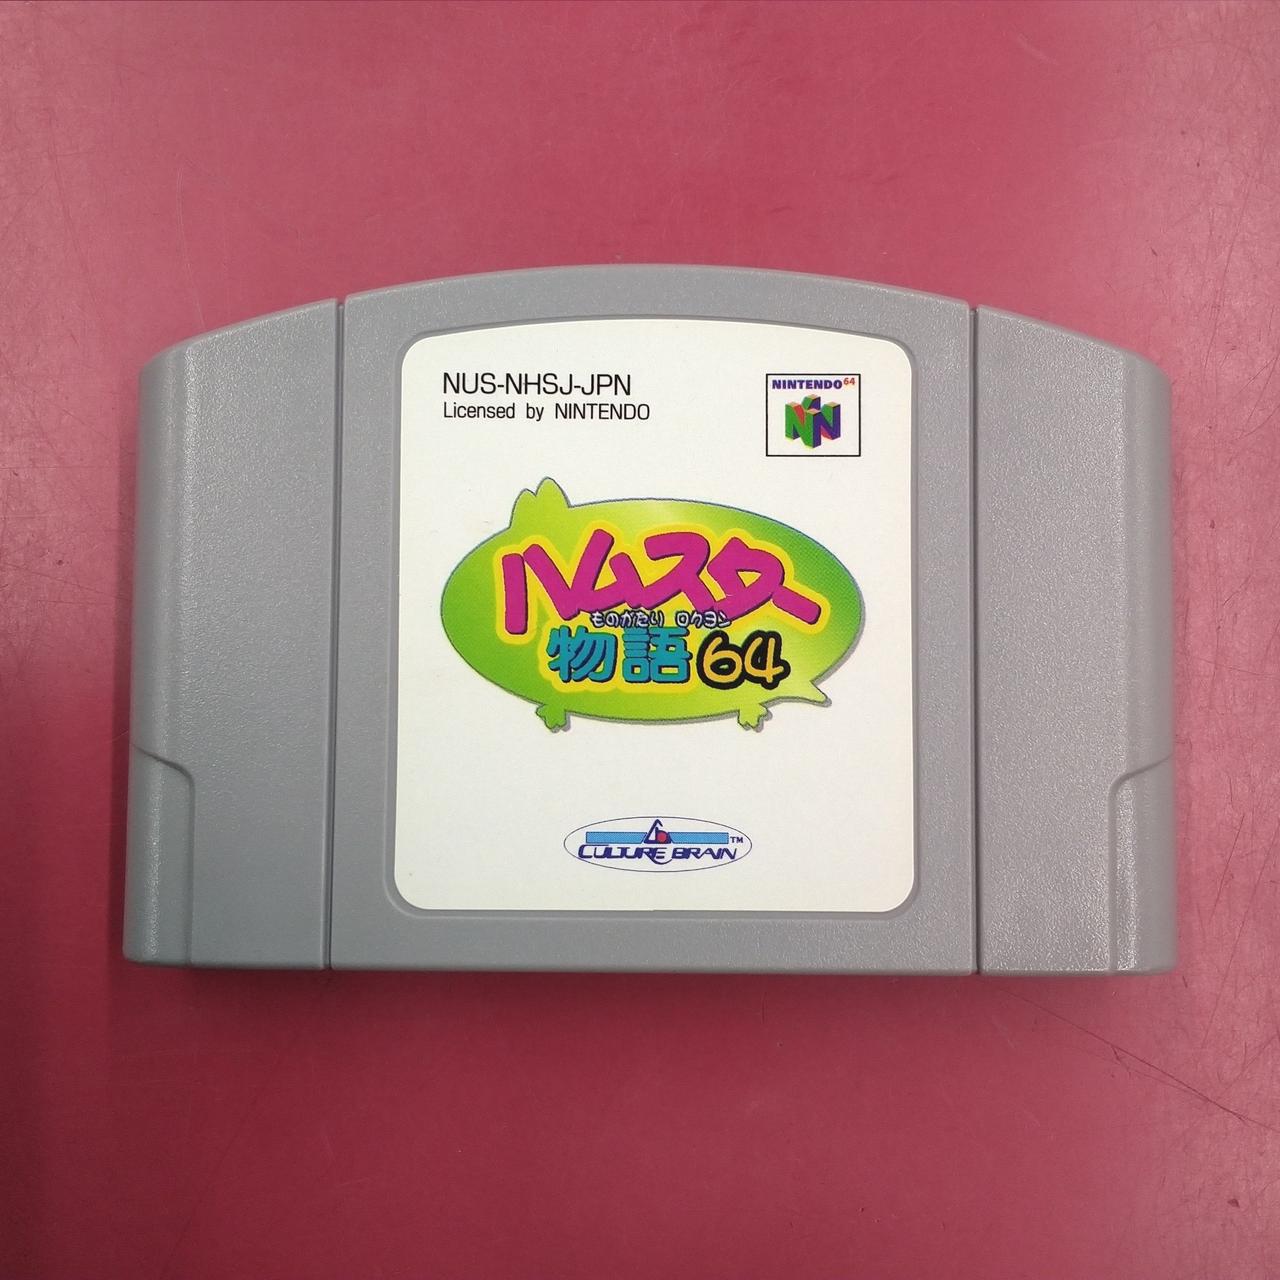 NUS-NHSJ-JPN
Licensed by NINTENDO
NINTENDO64
ハムスター
ものがたり ロクヨン
物語64
CULTURE BRAIN™